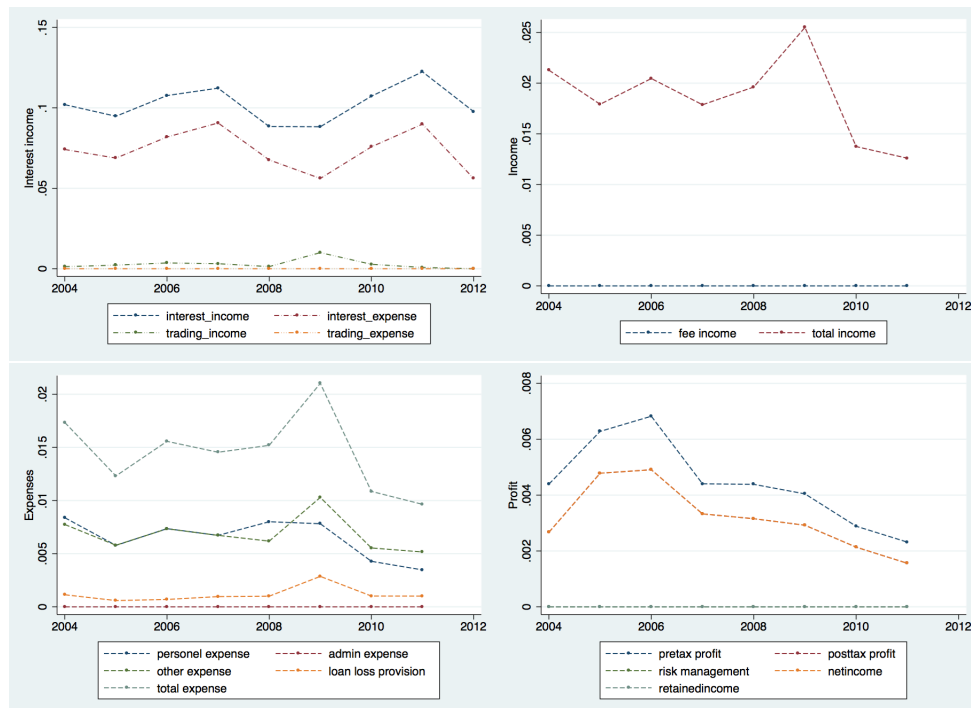 .15
.1
.05
0
Interest income
2004 2006 2008 2010 2012
interest_income interest_expense
trading_income trading_expense
.025
.02
.015
.01
.005
0
Income
2004 2006 2008 2010 2012
fee income total income
.02
.015
.01
.005
0
Expenses
2004 2006 2008 2010 2012
personel expense admin expense
other expense loan loss provision
total expense
.008
.006
.004
.002
0
Profit
2004 2006 2008 2010 2012
pretax profit posttax profit
risk management netincome
retainedincome